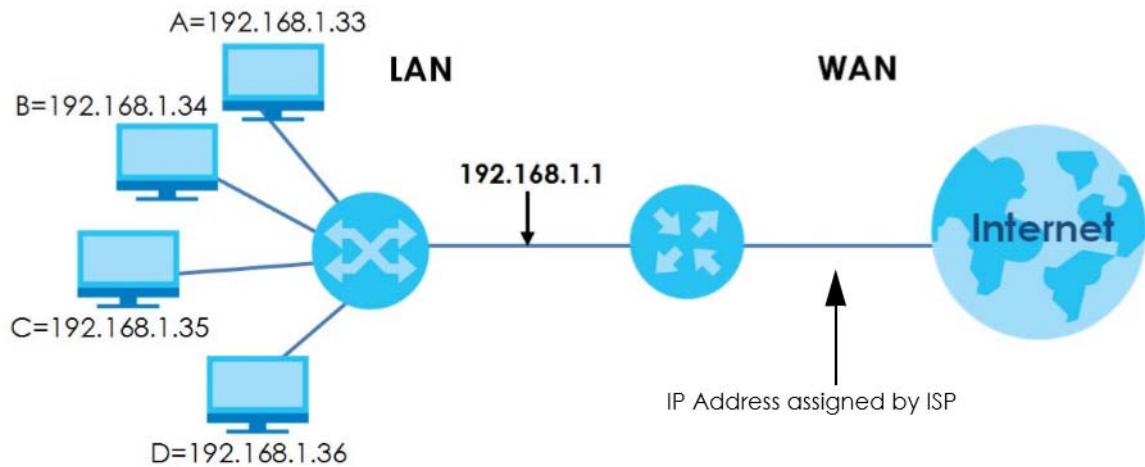 A=192.168.1.33
LAN
WAN
B=192.168.1.34
192.168.1.1
Internet
C=192.168.1.35
IP Address assigned by ISP
D=192.168.1.36